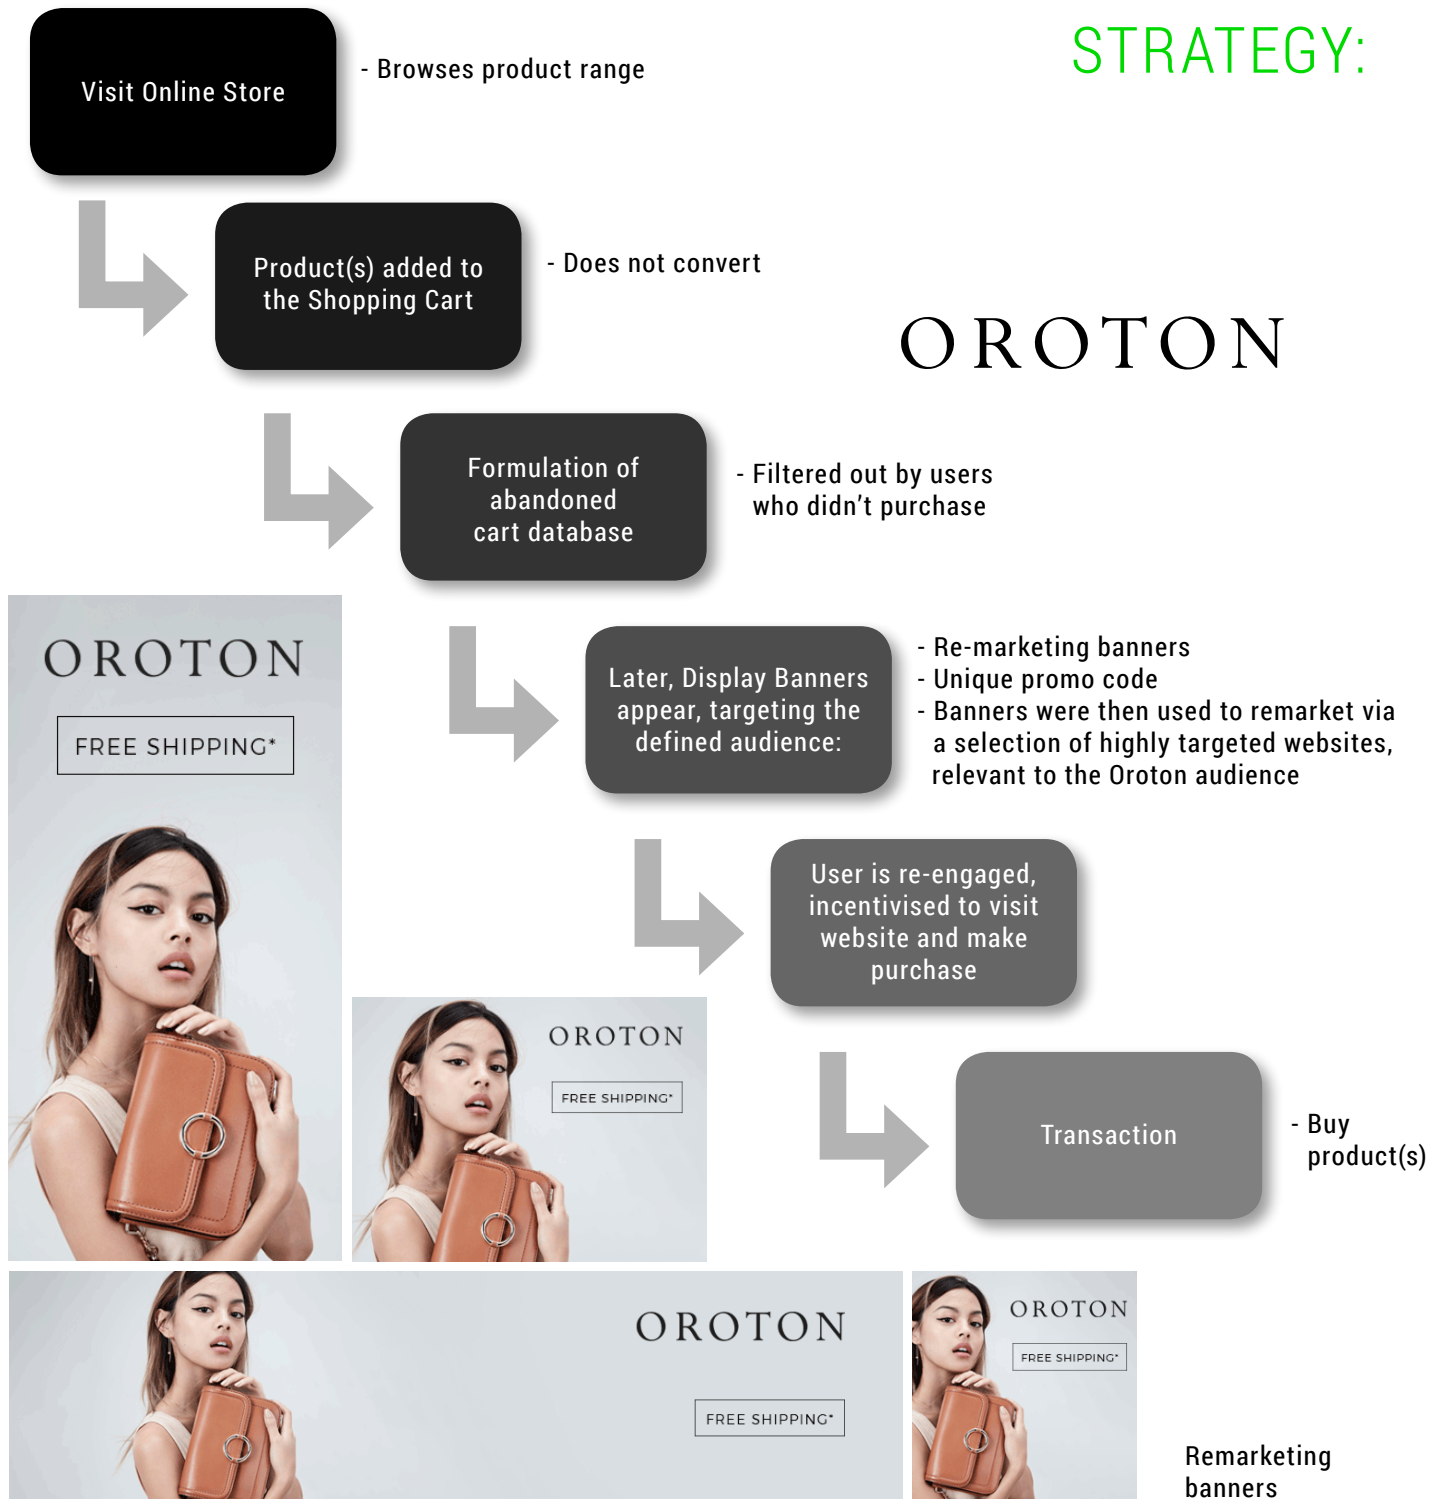 STRATEGY:
Visit Online Store
- Browses product range
Product(s) added to
the Shopping Cart
- Does not convert
OROTON
Formulation of
abandoned
cart database
- Filtered out by users
who didn’t purchase
Later, Display Banners
appear, targeting the
defined audience:
- Re-marketing banners
- Unique promo code
- Banners were then used to remarket via
a selection of highly targeted websites,
relevant to the Oroton audience
User is re-engaged,
incentivised to visit
website and make
purchase
Transaction
- Buy
product(s)
OROTON
FREE SHIPPING*
OROTON
FREE SHIPPING*
OROTON
FREE SHIPPING*
OROTON
FREE SHIPPING*
Remarketing
banners